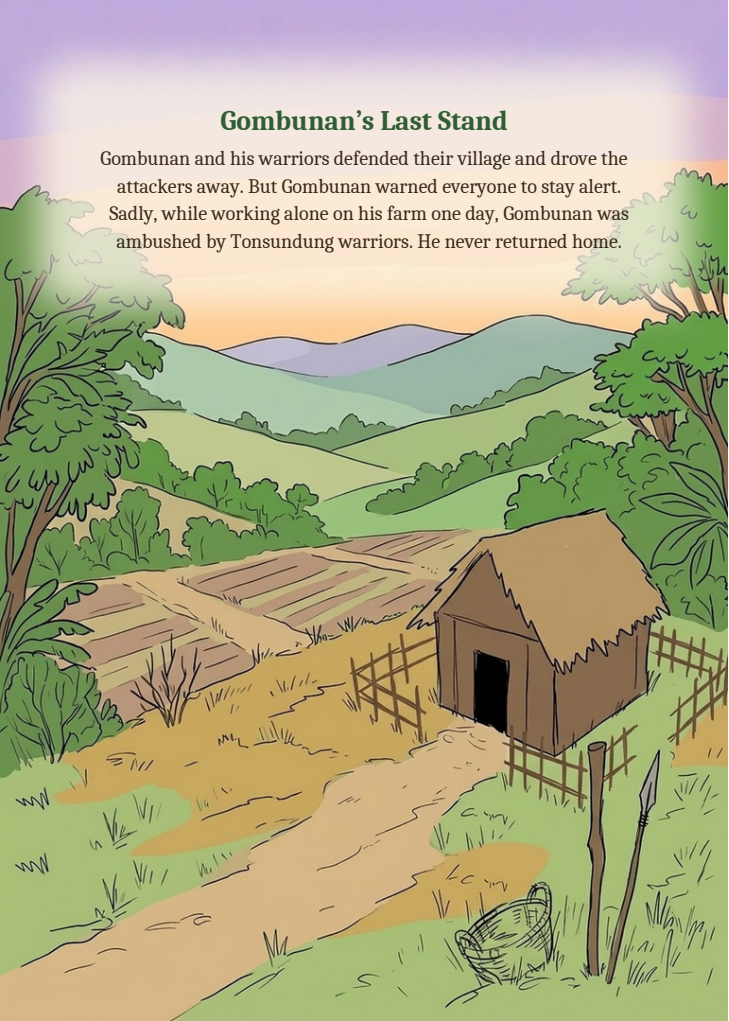 Gombunan’s Last Stand
Gombunan and his warriors defended their village and drove the
attackers away. But Gombunan warned everyone to stay alert.
Sadly, while working alone on his farm one day, Gombunan was
ambushed by Tonsundung warriors. He never returned home.